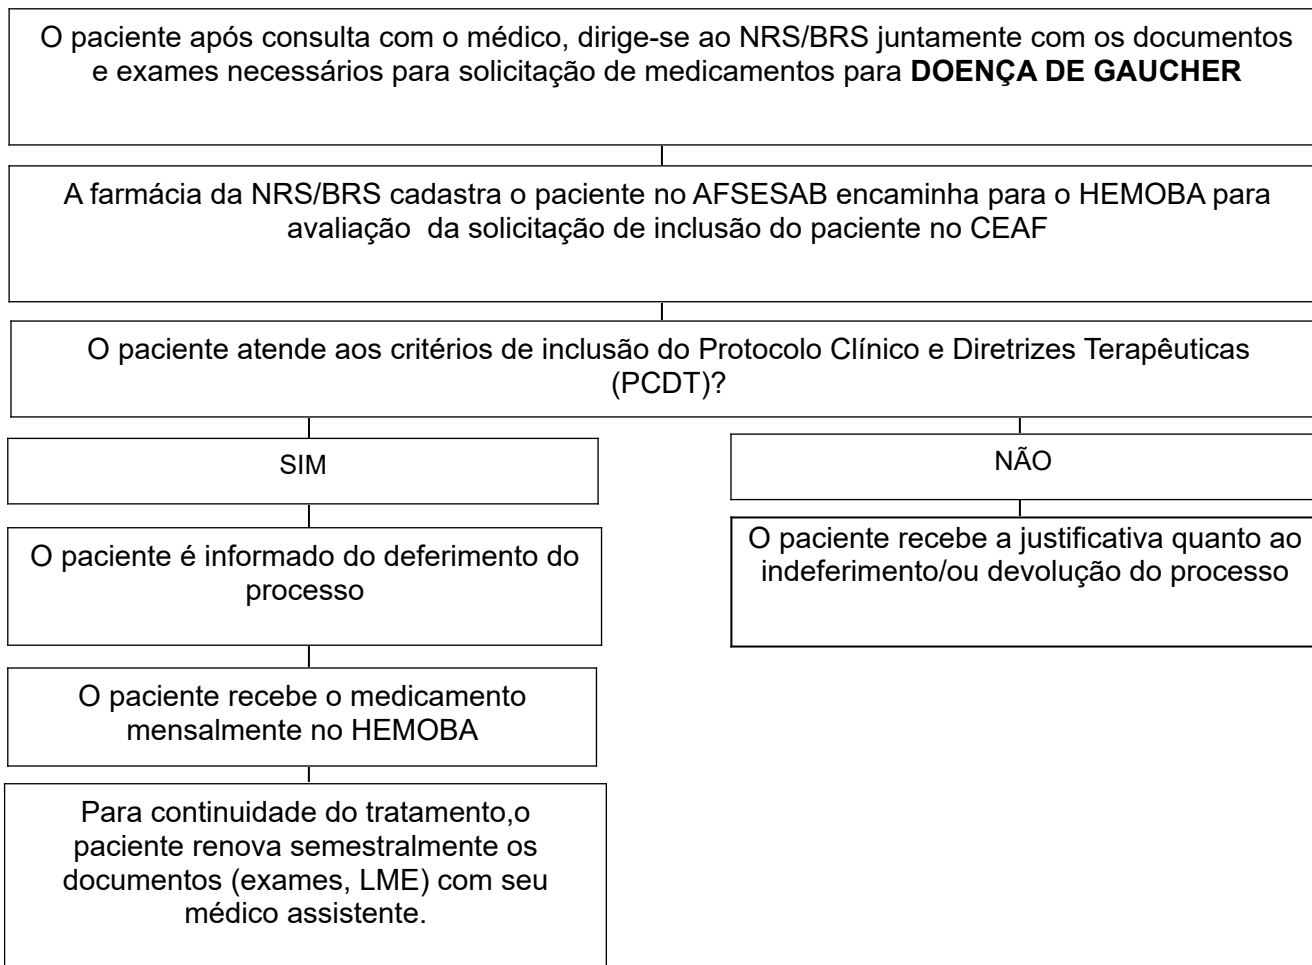 O paciente após consulta com o médico, dirige-se ao NRS/BRS juntamente com os documentos
e exames necessários para solicitação de medicamentos para DOENÇA DE GAUCHER
A farmácia da NRS/BRS cadastra o paciente no AFSESAB encaminha para o HEMOBA para
avaliação da solicitação de inclusão do paciente no CEAF
O paciente atende aos critérios de inclusão do Protocolo Clínico e Diretrizes Terapêuticas
(PCDT)?
SIM
O paciente é informado do deferimento do
processo
O paciente recebe o medicamento
mensalmente no HEMOBA
Para continuidade do tratamento,o
paciente renova semestralmente os
documentos (exames, LME) com seu
médico assistente.
NÃO
O paciente recebe a justificativa quanto ao
indeferimento/ou devolução do processo